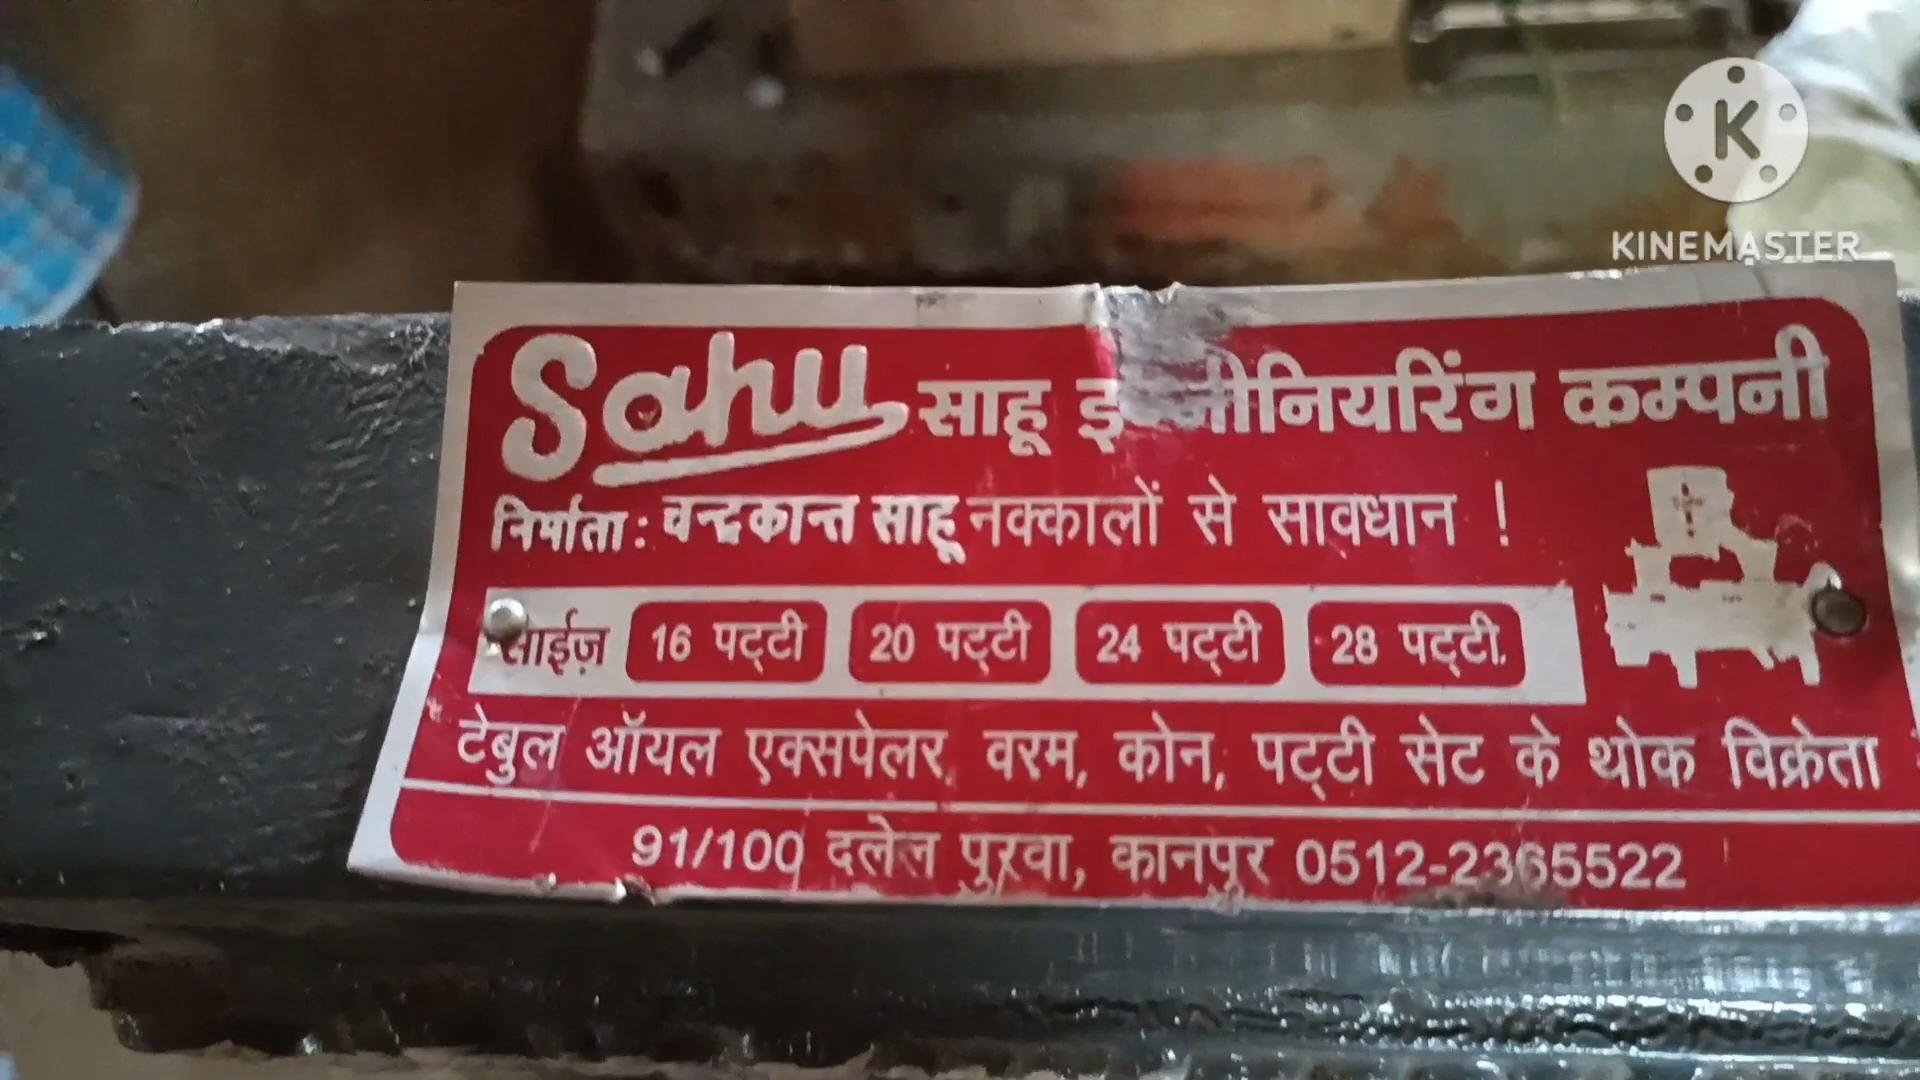 KINEMASTER
Sahu साहू इन्जीनियरिंग कम्पनी
निर्माता : चन्द्रकान्त साहू नक्कालों से सावधान !
साईज़ 16 पट्टी 20 पट्टी 24 पट्टी 28 पट्टी.
टेबुल ऑयल एक्सपेलर, वरम, कोन, पट्टी सेट के थोक विक्रेता
91/100 दलेल पुरवा, कानपुर 0512-2365522